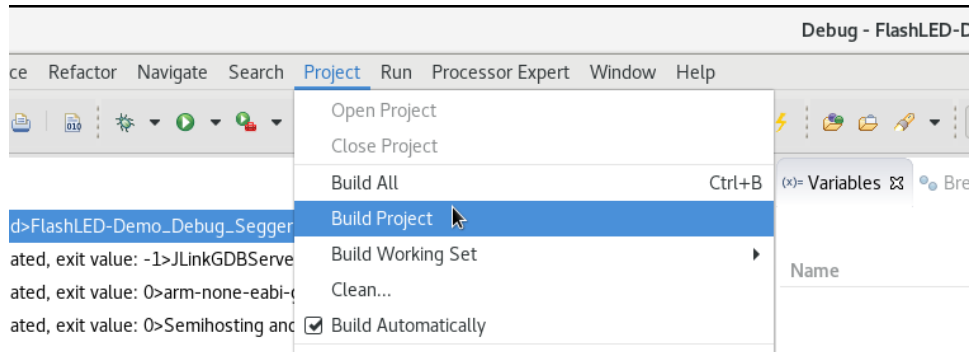 Debug - FlashLED-D
ce Refactor Navigate Search Project Run Processor Expert Window Help
010
Open Project
Close Project
Build All Ctrl+B
(x)= Variables Bre
Build Project
d>FlashLED-Demo_Debug_Segger
Build Working Set
ated, exit value: -1>JLinkGDBServe
Name
Clean...
ated, exit value: 0>arm-none-eabi-g
Build Automatically
ated, exit value: 0>Semihosting and